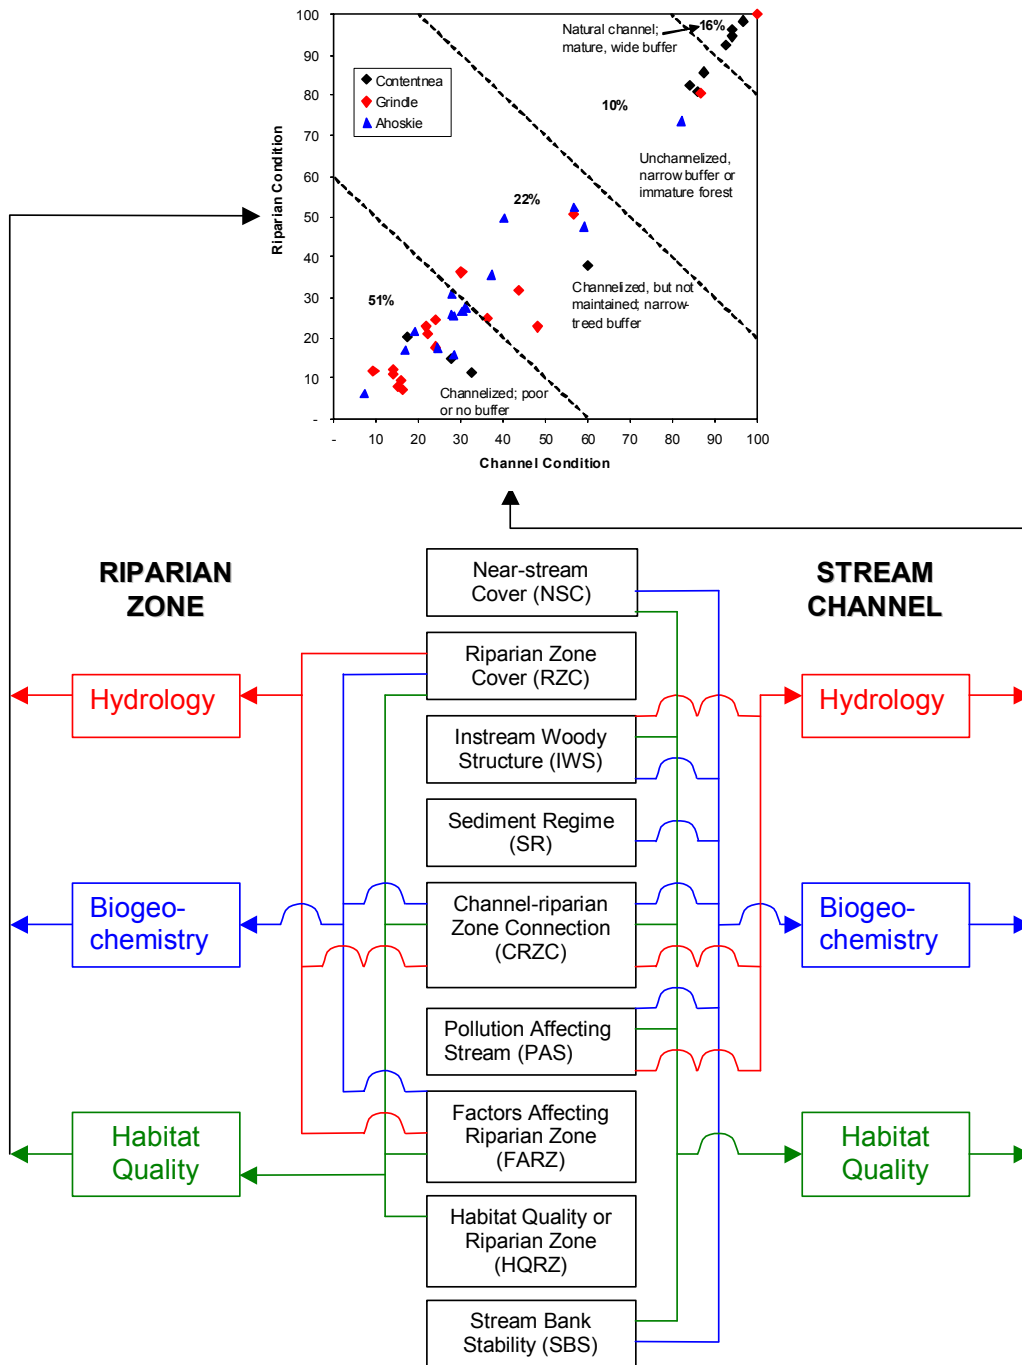 Natural channel;
mature, wide buffer
16%
100
90
80
70
60
50
40
30
20
10
-
Riparian Condition
Contentnea
Grindle
Ahoskie
10%
Unchannelized,
narrow buffer or
immature forest
22%
Channelized, but not
maintained; narrow-
treed buffer
51%
Channelized; poor
or no buffer
- 10 20 30 40 50 60 70 80 90 100
Channel Condition
RIPARIAN
ZONE
STREAM
CHANNEL
Near-stream
Cover (NSC)
Riparian Zone
Cover (RZC)
Hydrology
Hydrology
Instream Woody
Structure (IWS)
Sediment Regime
(SR)
Biogeo-
chemistry
Channel-riparian
Zone Connection
(CRZC)
Biogeo-
chemistry
Pollution Affecting
Stream (PAS)
Habitat
Quality
Factors Affecting
Riparian Zone
(FARZ)
Habitat
Quality
Habitat Quality or
Riparian Zone
(HQRZ)
Stream Bank
Stability (SBS)